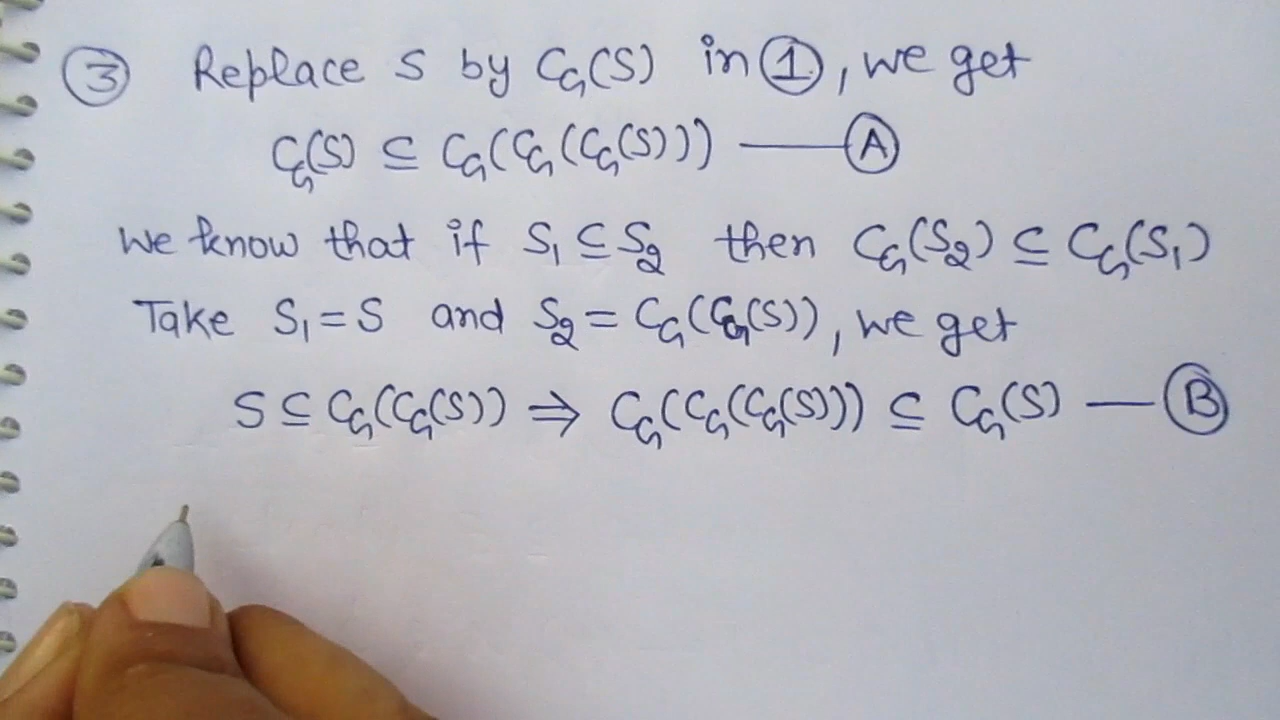 ③ Replace S by C_G(S) in ①, we get
C_G(S) ⊆ C_G(C_G(C_G(S))) —— Ⓐ
We know that if S₁ ⊆ S₂ then C_G(S₂) ⊆ C_G(S₁)
Take S₁ = S and S₂ = C_G(C_G(S)), we get
S ⊆ C_G(C_G(S)) ⇒ C_G(C_G(C_G(S))) ⊆ C_G(S) — Ⓑ